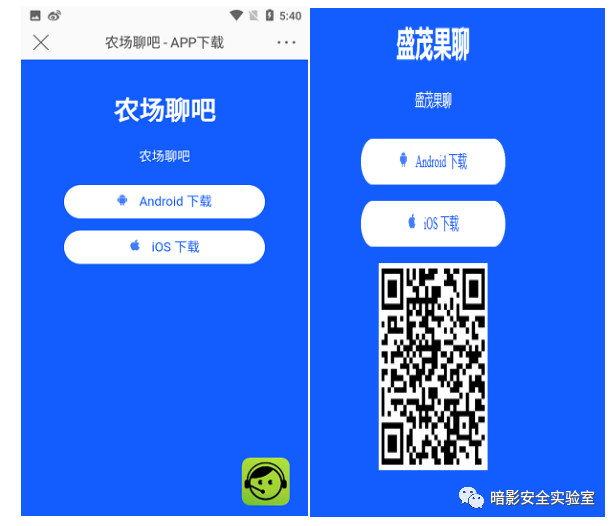 5:40
农场聊吧 - APP下载
农场聊吧
农场聊吧
Android 下载
iOS 下载
盛茂果聊
盛茂果聊
Android 下载
iOS 下载
暗影安全实验室